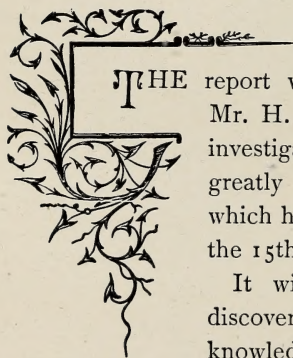 THE report
Mr. H.
investig
greatly
which h
the 15th
It wi
discover
knowled